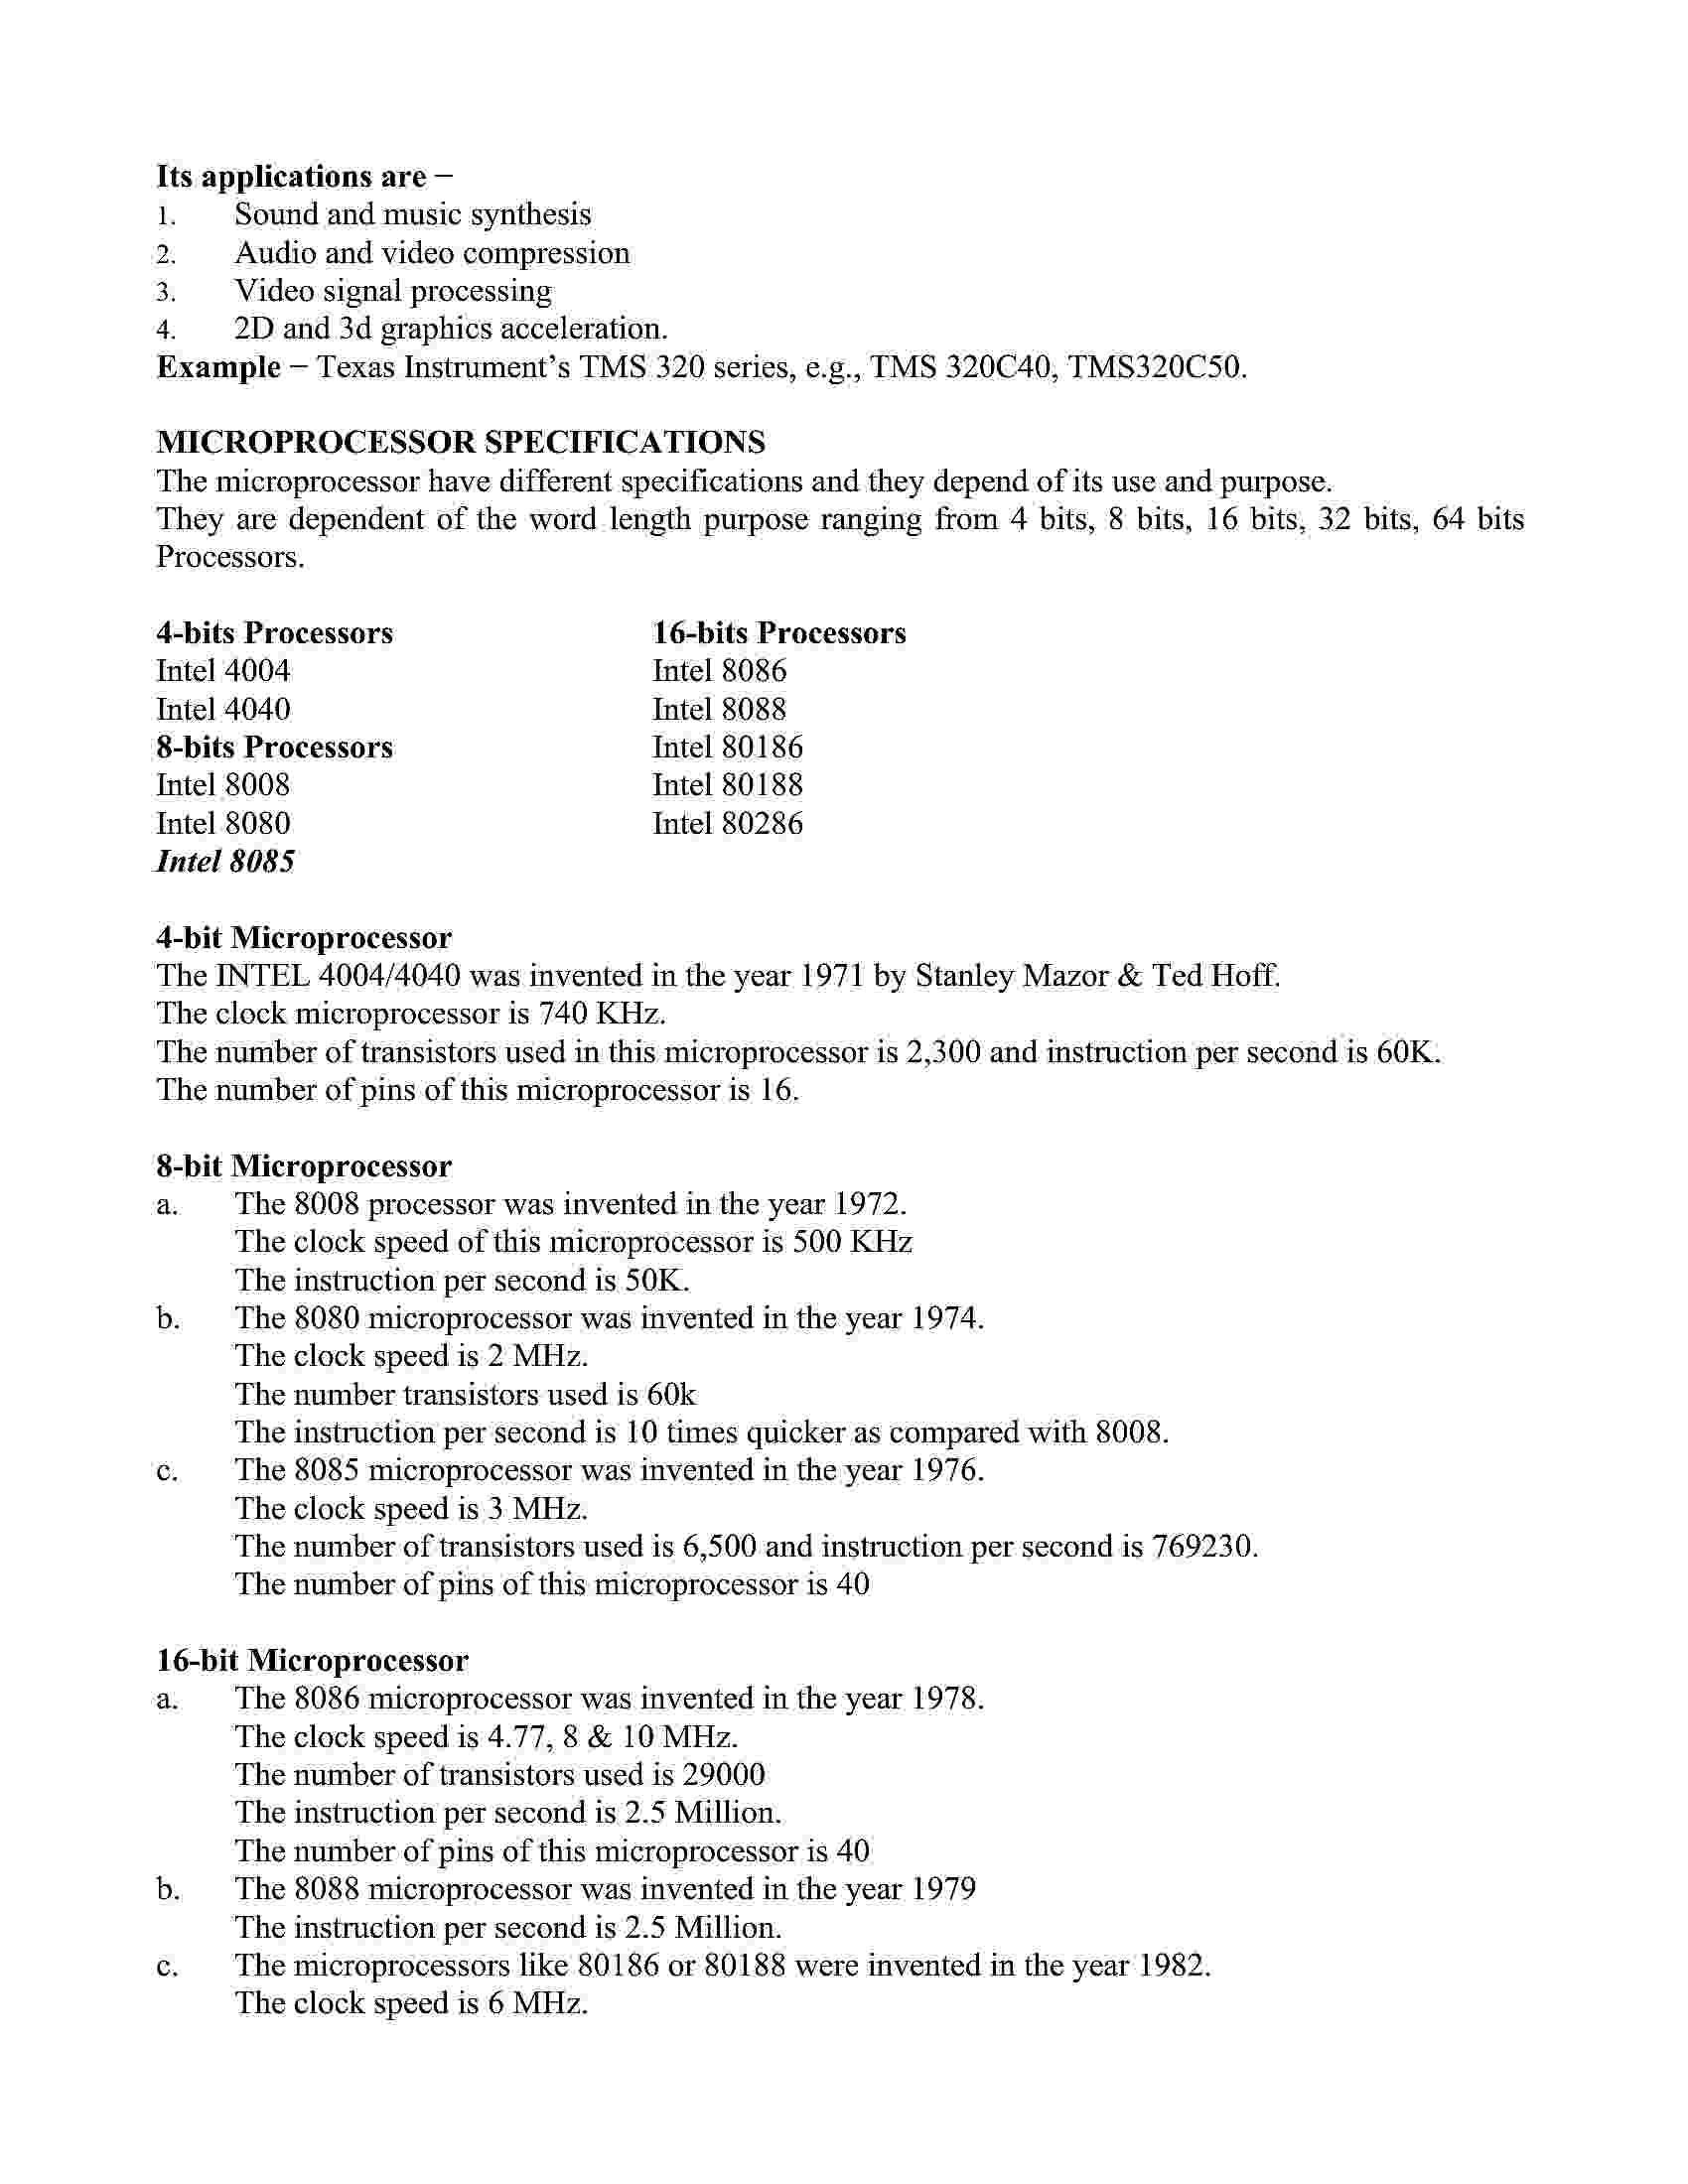 Its applications are –
1. Sound and music synthesis
2. Audio and video compression
3. Video signal processing
4. 2D and 3d graphics acceleration.
Example – Texas Instrument’s TMS 320 series, e.g., TMS 320C40, TMS320C50.
MICROPROCESSOR SPECIFICATIONS
The microprocessor have different specifications and they depend of its use and purpose.
They are dependent of the word length purpose ranging from 4 bits, 8 bits, 16 bits, 32 bits, 64 bits
Processors.
4-bits Processors
Intel 4004
Intel 4040
8-bits Processors
Intel 8008
Intel 8080
Intel 8085
16-bits Processors
Intel 8086
Intel 8088
Intel 80186
Intel 80188
Intel 80286
4-bit Microprocessor
The INTEL 4004/4040 was invented in the year 1971 by Stanley Mazor & Ted Hoff.
The clock microprocessor is 740 KHz.
The number of transistors used in this microprocessor is 2,300 and instruction per second is 60K.
The number of pins of this microprocessor is 16.
8-bit Microprocessor
a. The 8008 processor was invented in the year 1972.
The clock speed of this microprocessor is 500 KHz
The instruction per second is 50K.
b. The 8080 microprocessor was invented in the year 1974.
The clock speed is 2 MHz.
The number transistors used is 60k
The instruction per second is 10 times quicker as compared with 8008.
c. The 8085 microprocessor was invented in the year 1976.
The clock speed is 3 MHz.
The number of transistors used is 6,500 and instruction per second is 769230.
The number of pins of this microprocessor is 40
16-bit Microprocessor
a. The 8086 microprocessor was invented in the year 1978.
The clock speed is 4.77, 8 & 10 MHz.
The number of transistors used is 29000
The instruction per second is 2.5 Million.
The number of pins of this microprocessor is 40
b. The 8088 microprocessor was invented in the year 1979
The instruction per second is 2.5 Million.
c. The microprocessors like 80186 or 80188 were invented in the year 1982.
The clock speed is 6 MHz.